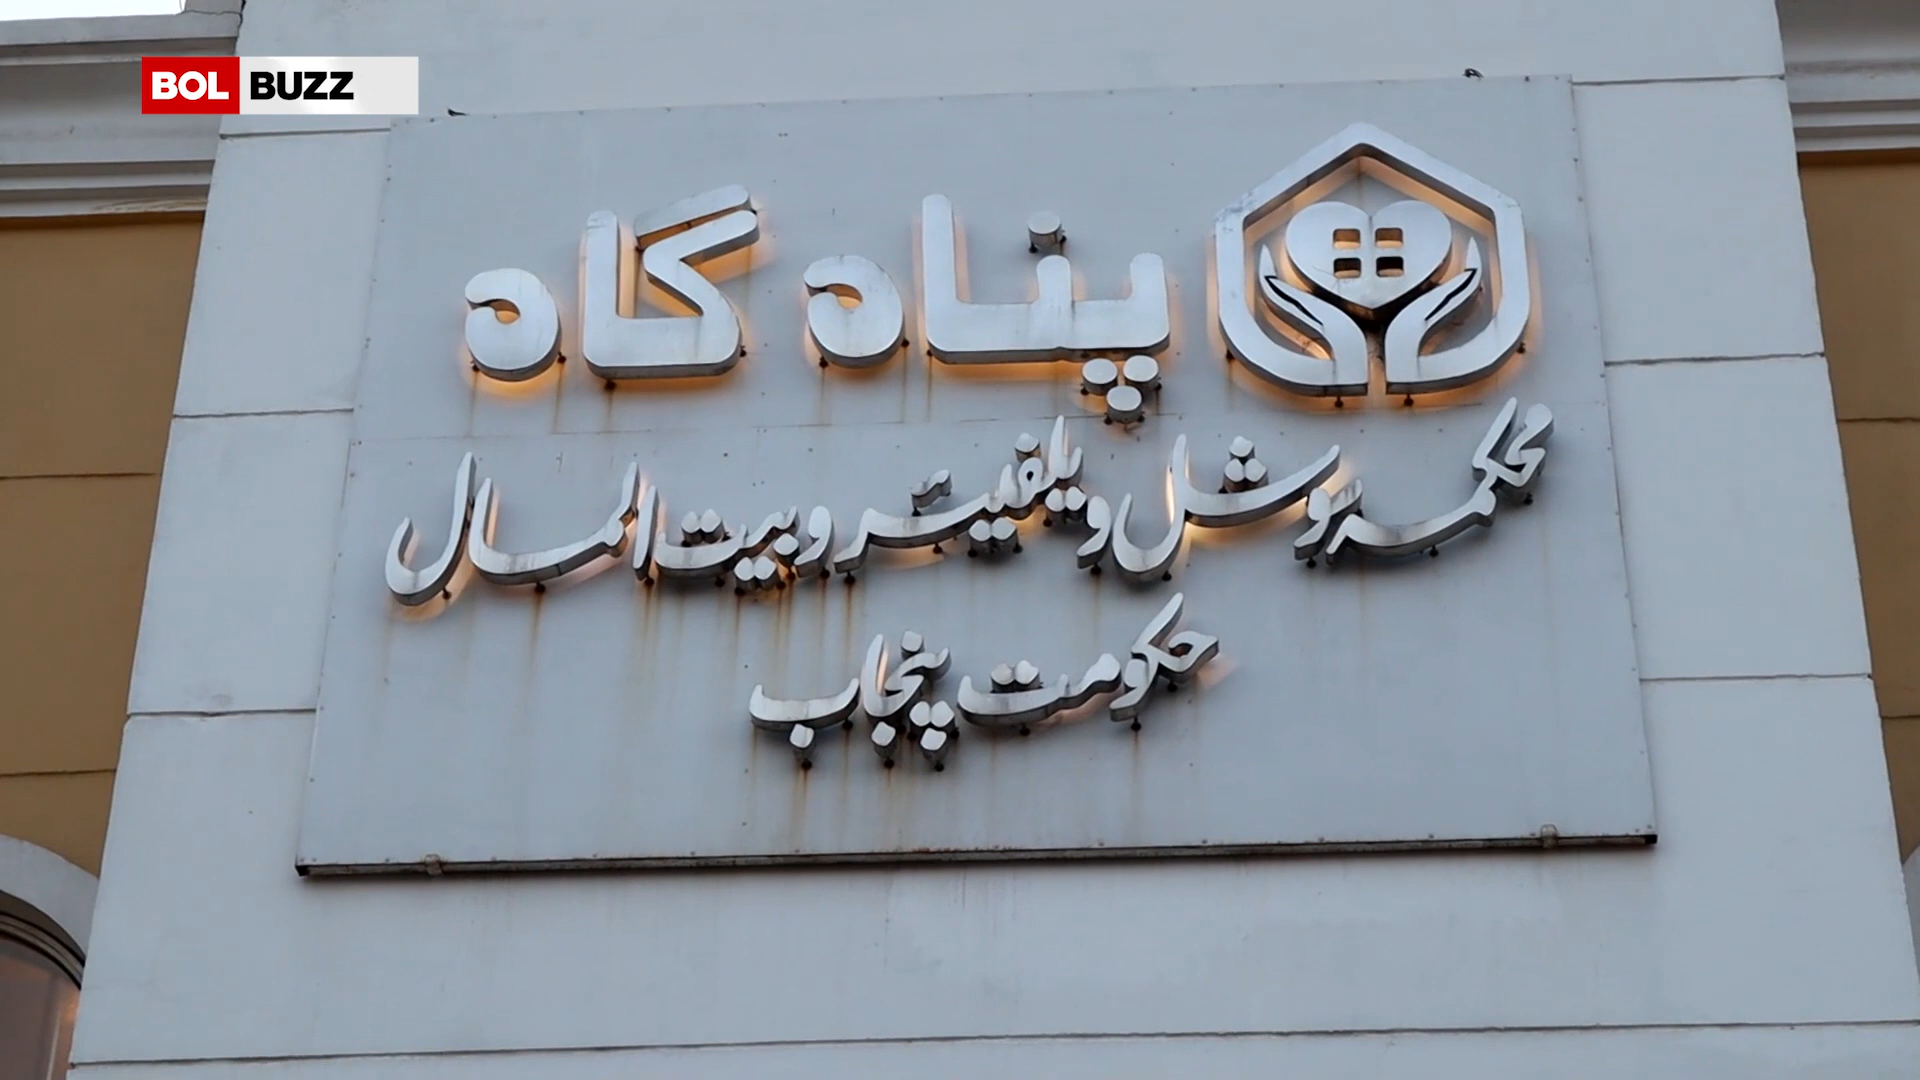 BOL BUZZ
پناہ گاہ
محکمہ سوشل ویلفیئر و بیت المال
حکومت پنجاب